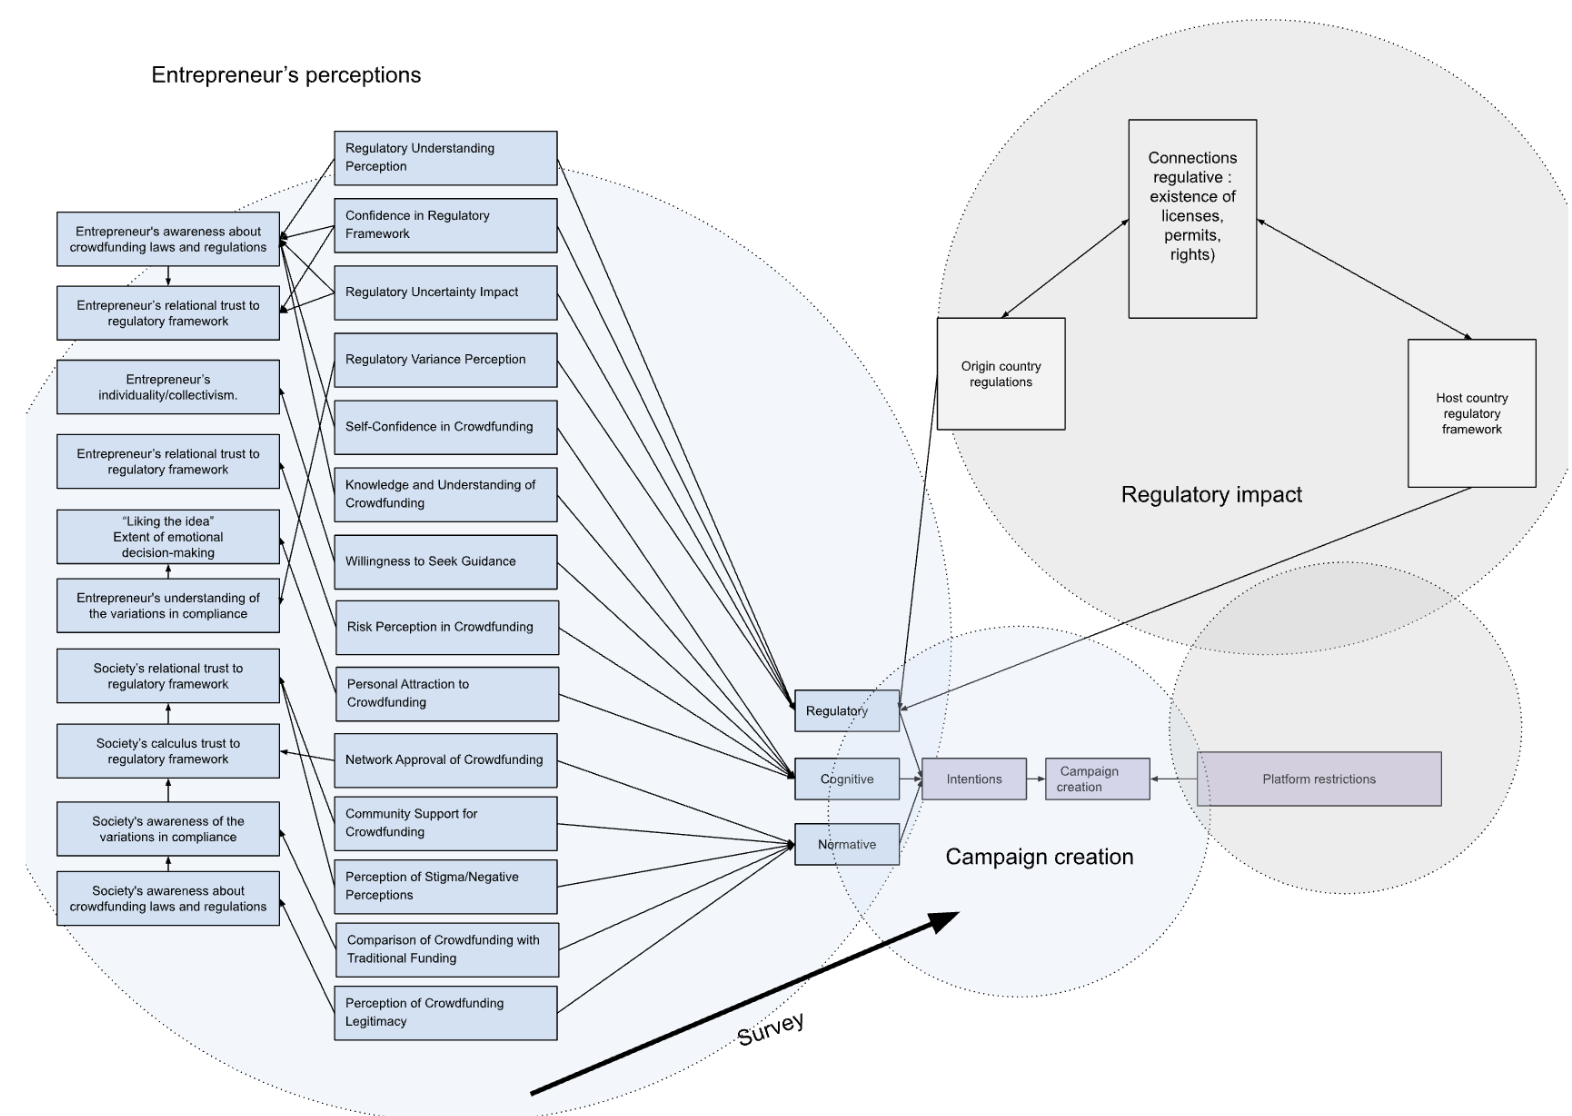 Entrepreneur’s perceptions
Entrepreneur's awareness about
crowdfunding laws and regulations
Entrepreneur’s relational trust to
regulatory framework
Entrepreneur’s
individuality/collectivism.
Entrepreneur’s relational trust to
regulatory framework
“Liking the idea”
Extent of emotional
decision-making
Entrepreneur's understanding of
the variations in compliance
Society’s relational trust to
regulatory framework
Society’s calculus trust to
regulatory framework
Society's awareness of the
variations in compliance
Society's awareness about
crowdfunding laws and regulations
Regulatory Understanding
Perception
Confidence in Regulatory
Framework
Regulatory Uncertainty Impact
Regulatory Variance Perception
Self-Confidence in Crowdfunding
Knowledge and Understanding of
Crowdfunding
Willingness to Seek Guidance
Risk Perception in Crowdfunding
Personal Attraction to
Crowdfunding
Network Approval of Crowdfunding
Community Support for
Crowdfunding
Perception of Stigma/Negative
Perceptions
Comparison of Crowdfunding with
Traditional Funding
Perception of Crowdfunding
Legitimacy
Regulatory
Cognitive
Normative
Intentions
Campaign
creation
Platform restrictions
Campaign creation
Survey
Connections
regulative :
existence of
licenses,
permits,
rights)
Origin country
regulations
Host country
regulatory
framework
Regulatory impact